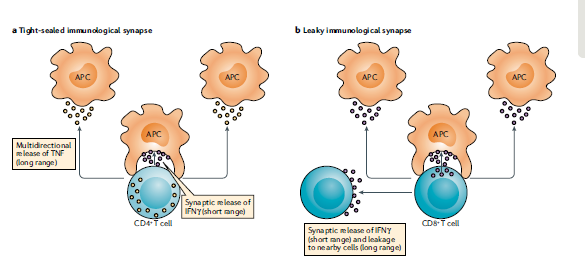 a Tight-sealed immunological synapse
APC
APC
APC
Multidirectional
release of TNF
(long range)
Synaptic release of
IFNγ (short range)
CD4⁺ T cell
b Leaky immunological synapse
APC
APC
APC
Synaptic release of IFNγ
(short range) and leakage
to nearby cells (long range)
CD8⁺ T cell